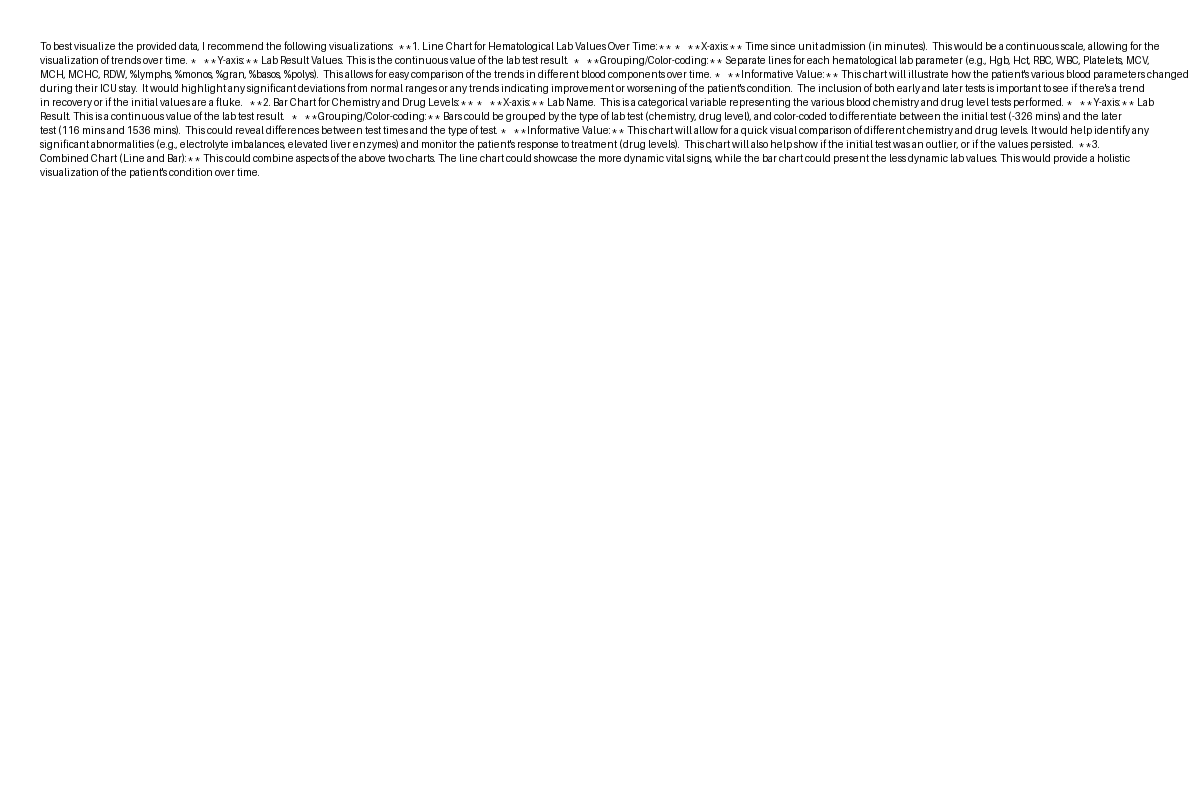 To best visualize the provided data, I recommend the following visualizations:  **1. Line Chart for Hematological Lab Values Over Time:** *  **X-axis:** Time since unit admission (in minutes).  This would be a continuous scale, allowing for the
visualization of trends over time. *  **Y-axis:** Lab Result Values. This is the continuous value of the lab test result.  *  **Grouping/Color-coding:** Separate lines for each hematological lab parameter (e.g., Hgb, Hct, RBC, WBC, Platelets, MCV,
MCH, MCHC, RDW, %lymphs, %monos, %gran, %basos, %polys).  This allows for easy comparison of the trends in different blood components over time. *  **Informative Value:** This chart will illustrate how the patient's various blood parameters changed
during their ICU stay.  It would highlight any significant deviations from normal ranges or any trends indicating improvement or worsening of the patient's condition.  The inclusion of both early and later tests is important to see if there's a trend
in recovery or if the initial values are a fluke.  **2. Bar Chart for Chemistry and Drug Levels:** *  **X-axis:** Lab Name.  This is a categorical variable representing the various blood chemistry and drug level tests performed. *  **Y-axis:** Lab
Result. This is a continuous value of the lab test result.  *  **Grouping/Color-coding:** Bars could be grouped by the type of lab test (chemistry, drug level), and color-coded to differentiate between the initial test (-326 mins) and the later
test (116 mins and 1536 mins).  This could reveal differences between test times and the type of test. *  **Informative Value:** This chart will allow for a quick visual comparison of different chemistry and drug levels. It would help identify any
significant abnormalities (e.g., electrolyte imbalances, elevated liver enzymes) and monitor the patient's response to treatment (drug levels).  This chart will also help show if the initial test was an outlier, or if the values persisted.  **3.
Combined Chart (Line and Bar):** This could combine aspects of the above two charts. The line chart could showcase the more dynamic vital signs, while the bar chart could present the less dynamic lab values. This would provide a holistic
visualization of the patient's condition over time.